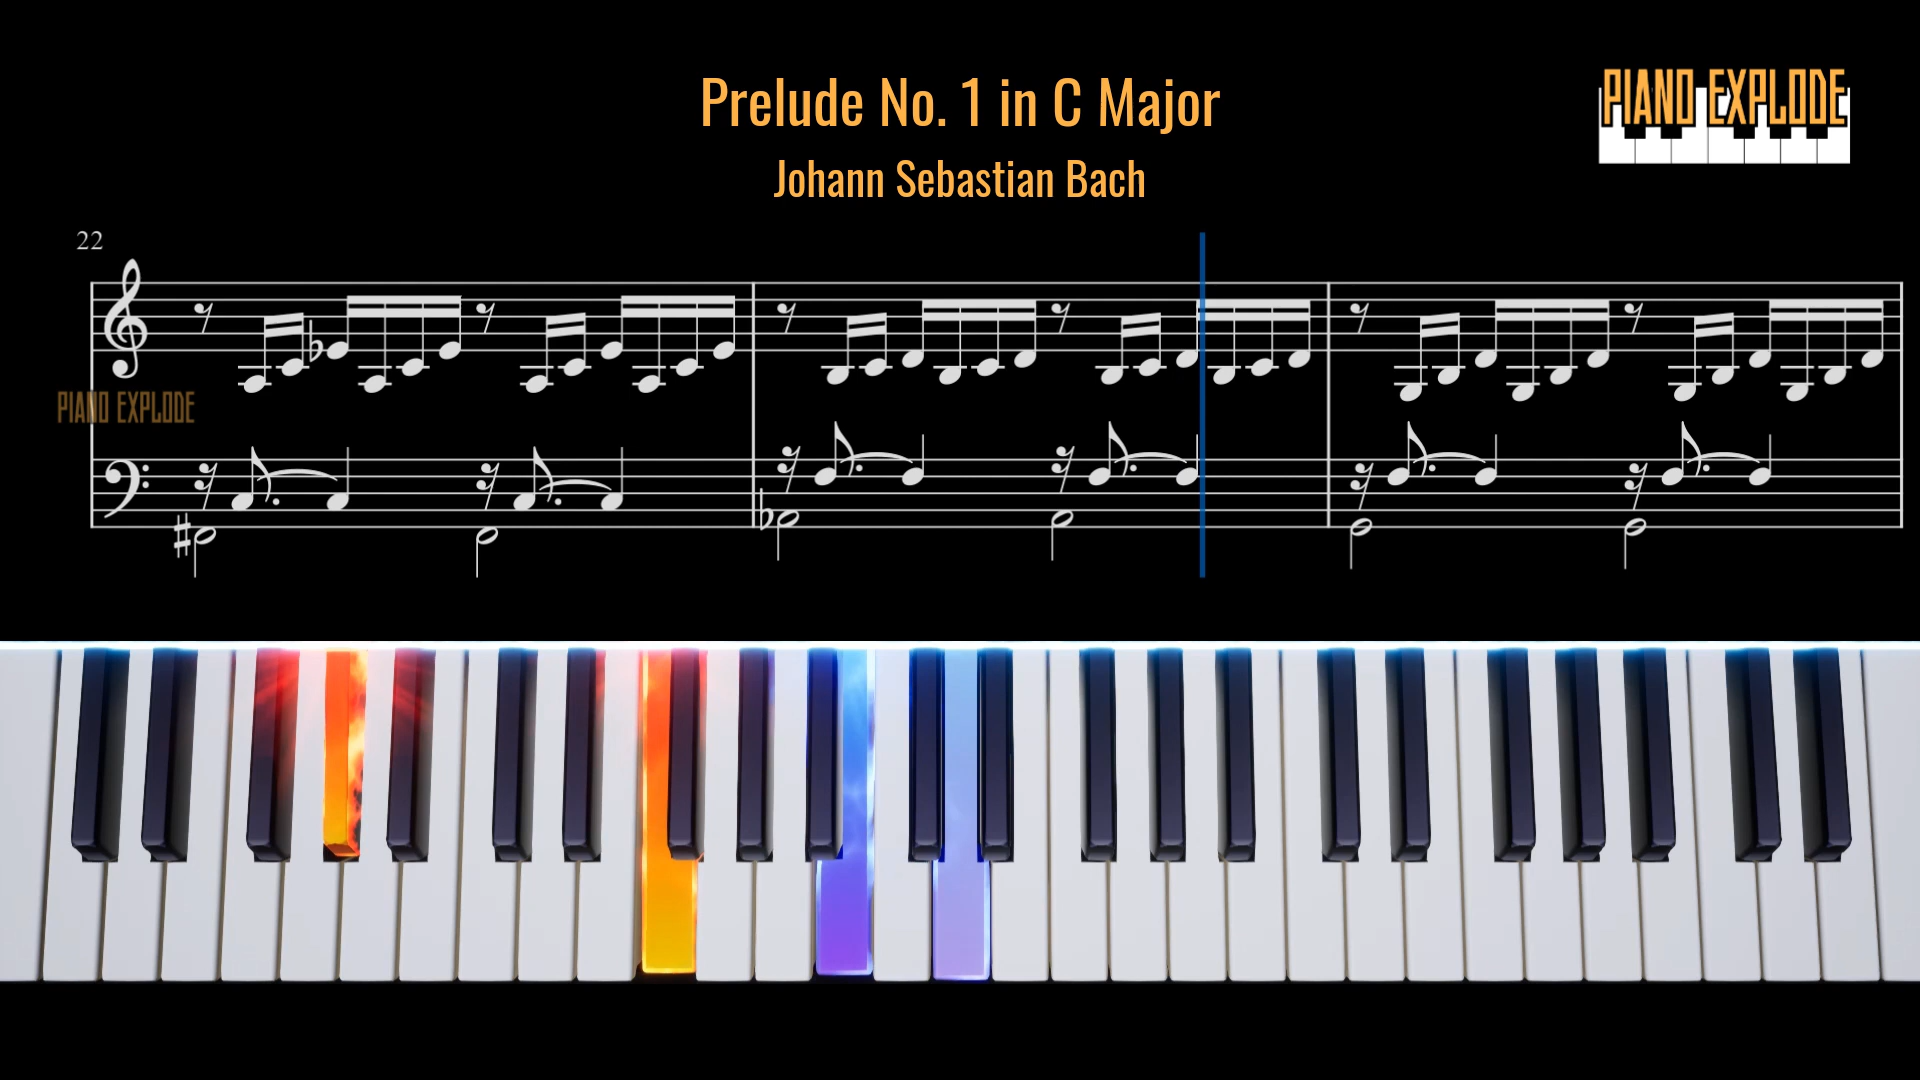 Prelude No. 1 in C Major
PIANO EXPLODE
Johann Sebastian Bach
22
PIANO EXPLODE